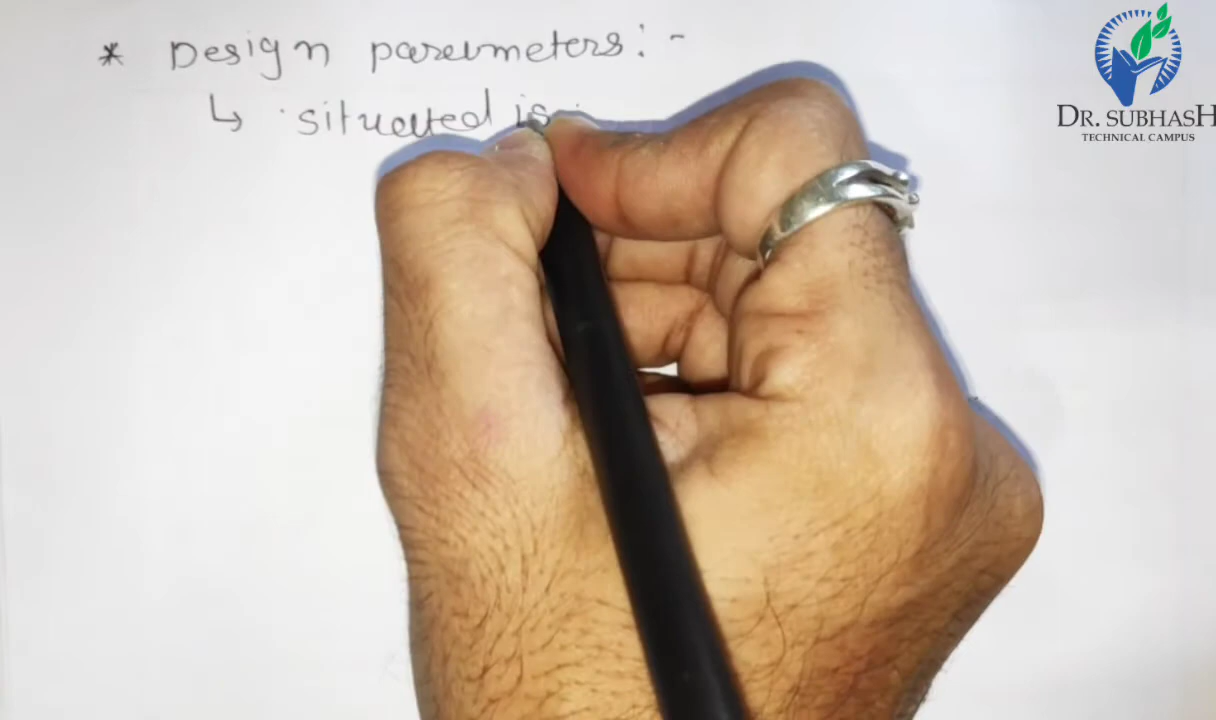 * Design parameters:-
↳ situated is
DR. SUBHASH
TECHNICAL CAMPUS